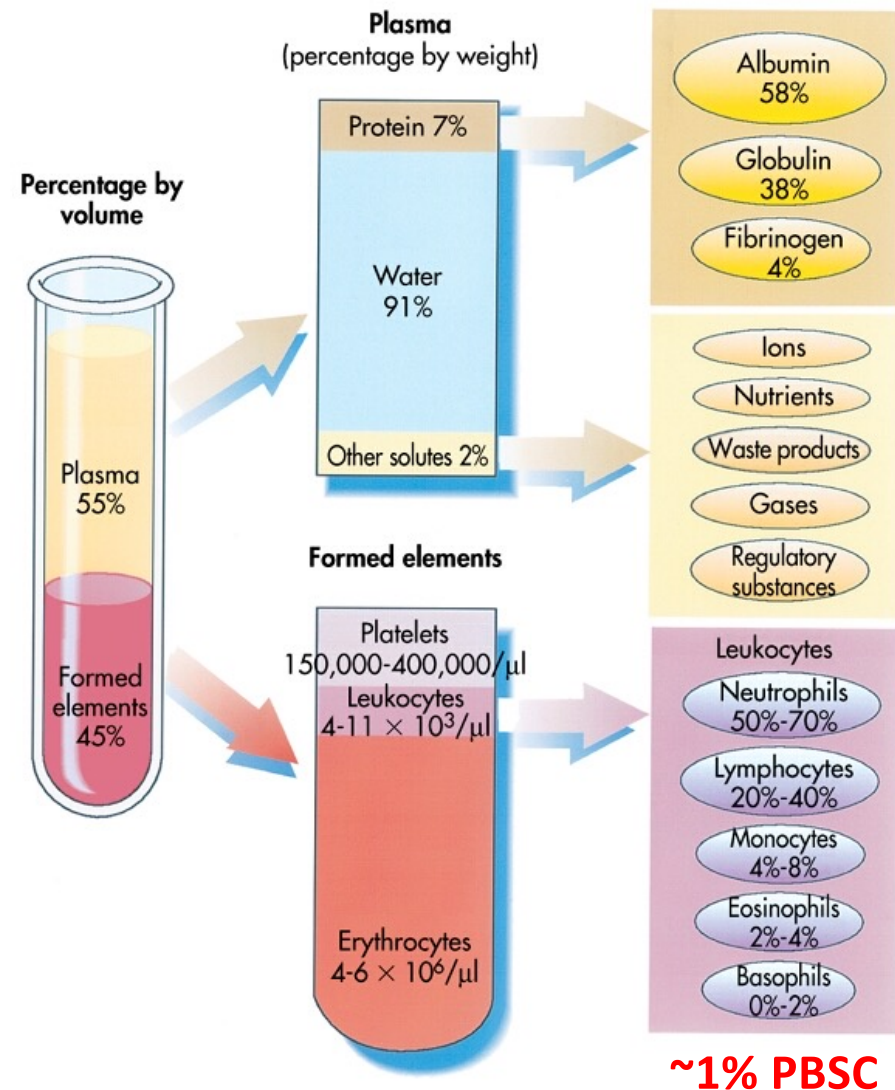 Percentage by
volume
Plasma
55%
Formed
elements
45%
Plasma
(percentage by weight)
Protein 7%
Water
91%
Other solutes 2%
Albumin
58%
Globulin
38%
Fibrinogen
4%
Ions
Nutrients
Waste products
Gases
Regulatory
substances
Formed elements
Platelets
150,000-400,000/µl
Leukocytes
4-11 × 10³/µl
Erythrocytes
4-6 × 10⁶/µl
Leukocytes
Neutrophils
50%-70%
Lymphocytes
20%-40%
Monocytes
4%-8%
Eosinophils
2%-4%
Basophils
0%-2%
~1% PBSC